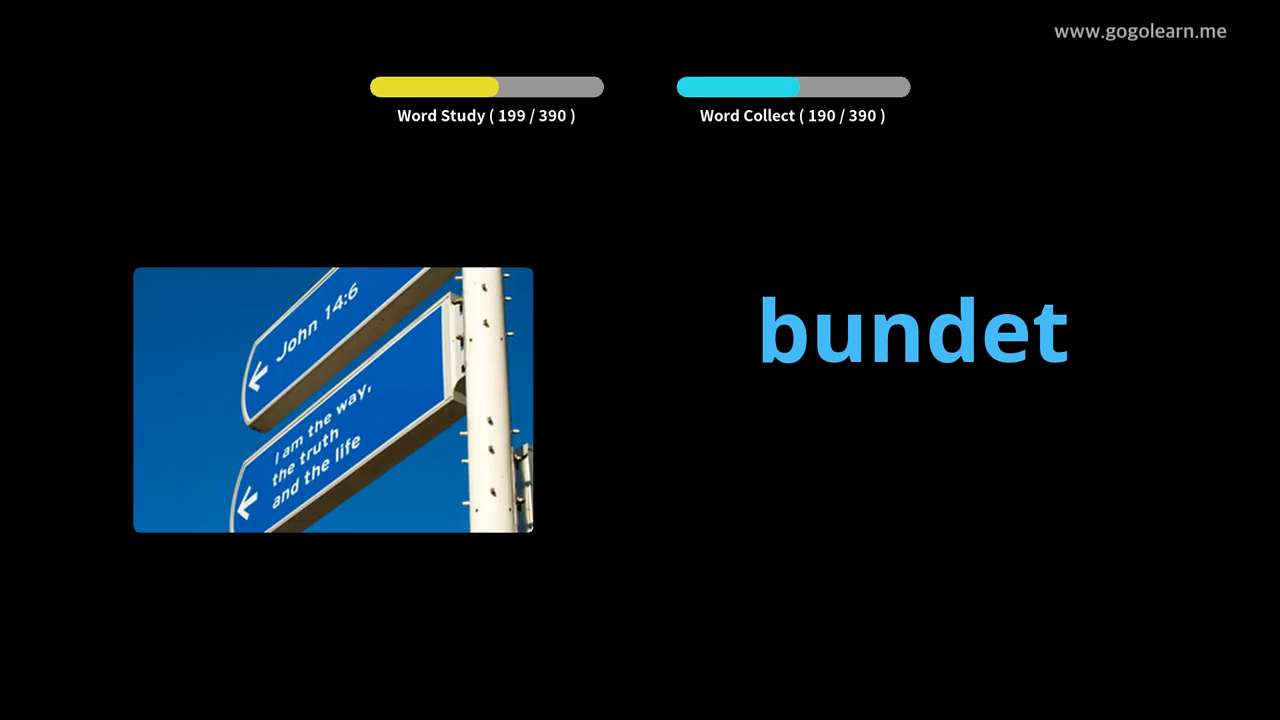 www.gogolearn.me
Word Study ( 199 / 390 )
Word Collect ( 190 / 390 )
John 14:6
I am the way,
the truth
and the life
bundet